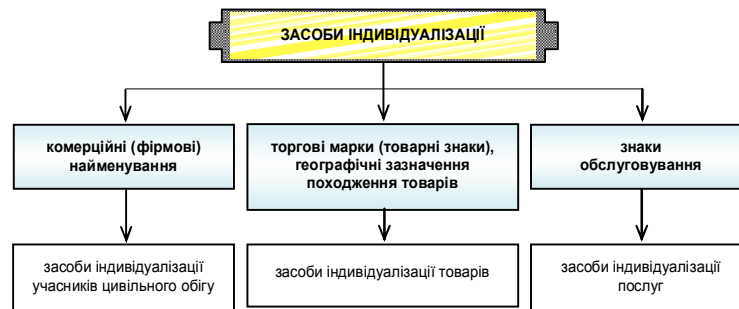 ЗАСОБИ ІНДИВІДУАЛІЗАЦІЇ
комерційні (фірмові)
найменування
торгові марки (товарні знаки),
географічні зазначення
походження товарів
знаки
обслуговування
засоби індивідуалізації
учасників цивільного обігу
засоби індивідуалізації товарів
засоби індивідуалізації
послуг